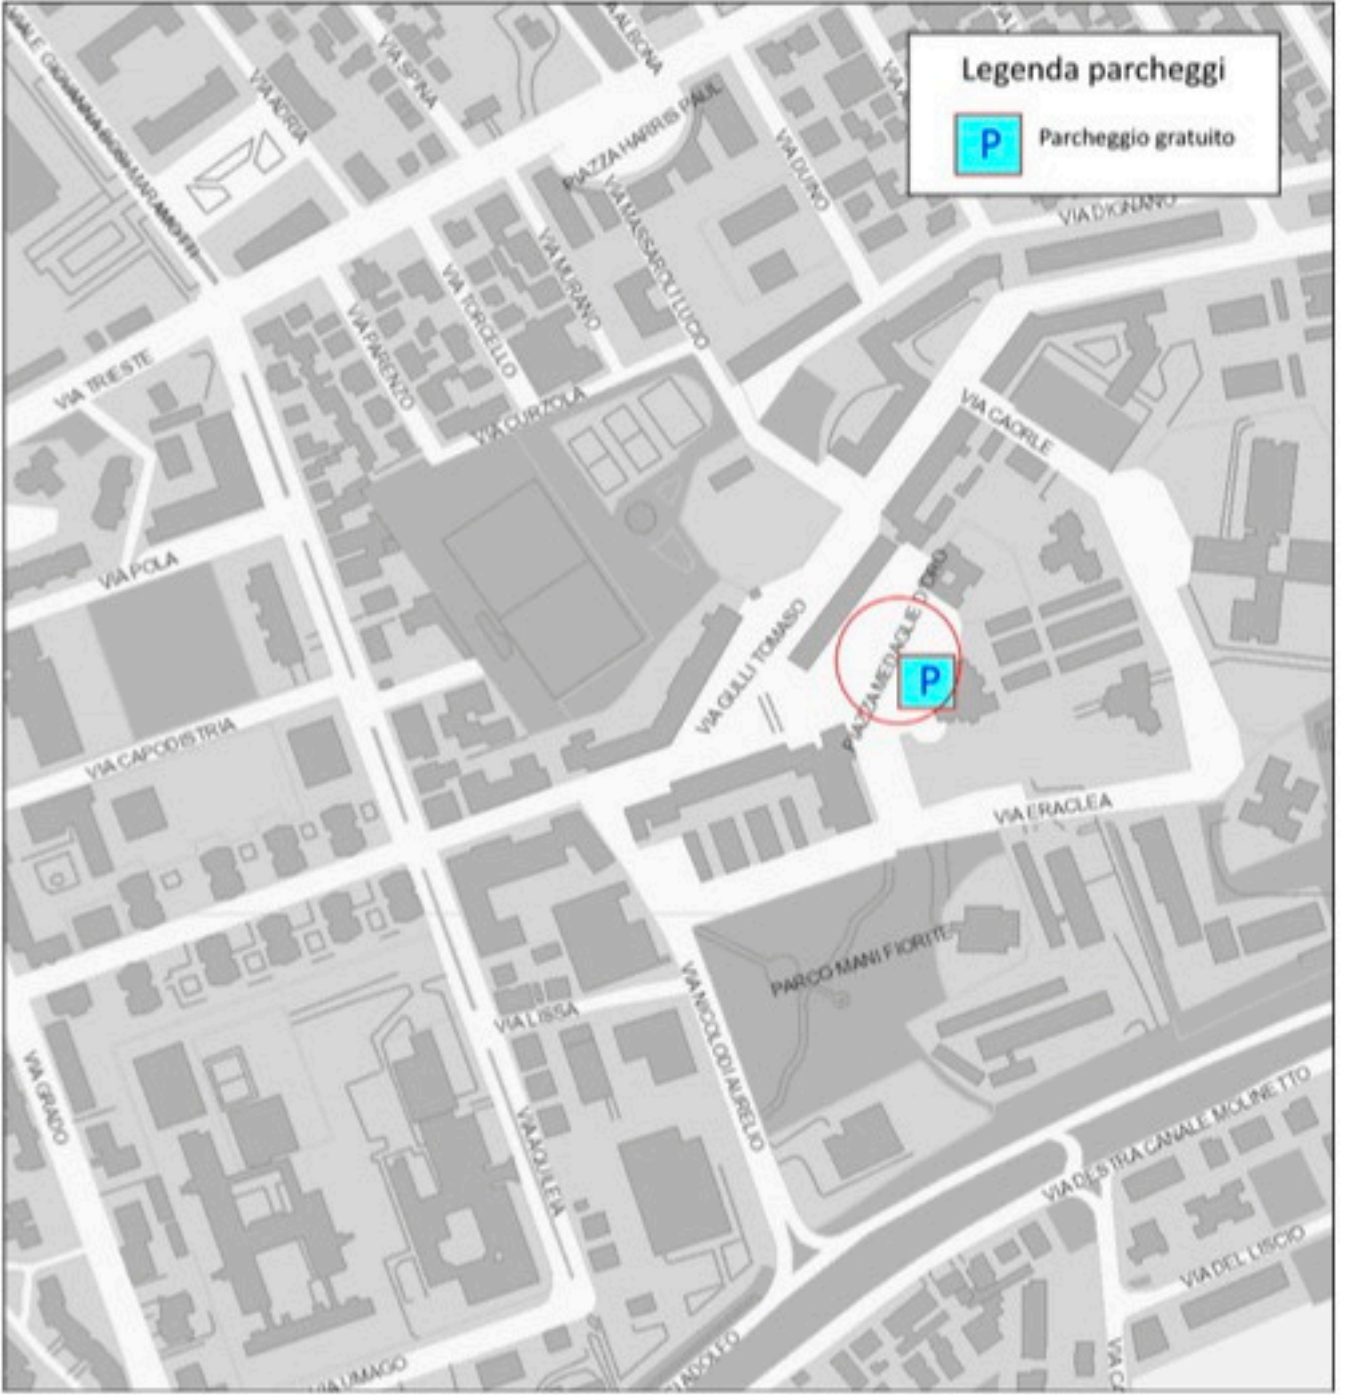 Legenda parcheggi
P
Parcheggio gratuito
VIA ADRIA
VIA SPINA
ALBONA
PIAZZA HARRIS PAUL
VIA DUINO
VIA DIGNANO
VIA MASSAROLI LUCIO
VIA MURANO
VIA TORCELLO
VIA PARENZO
VIA TRIESTE
VIA CURZOLA
VIA CAORLE
VIA POLA
PIAZZA MEDAGLIE D'ORO
P
VIA GULLI TOMASO
VIA CAPODISTRIA
VIA ERACLEA
PARCO MANI FIORITE
VIA LISSA
VIA NICOLODI AURELIO
VIA GRADO
VIA AQUILEIA
VIA DESTRA CANALE MOLINETTO
VIA DEL LISCIO
VIA UMAGO
ADOLFO